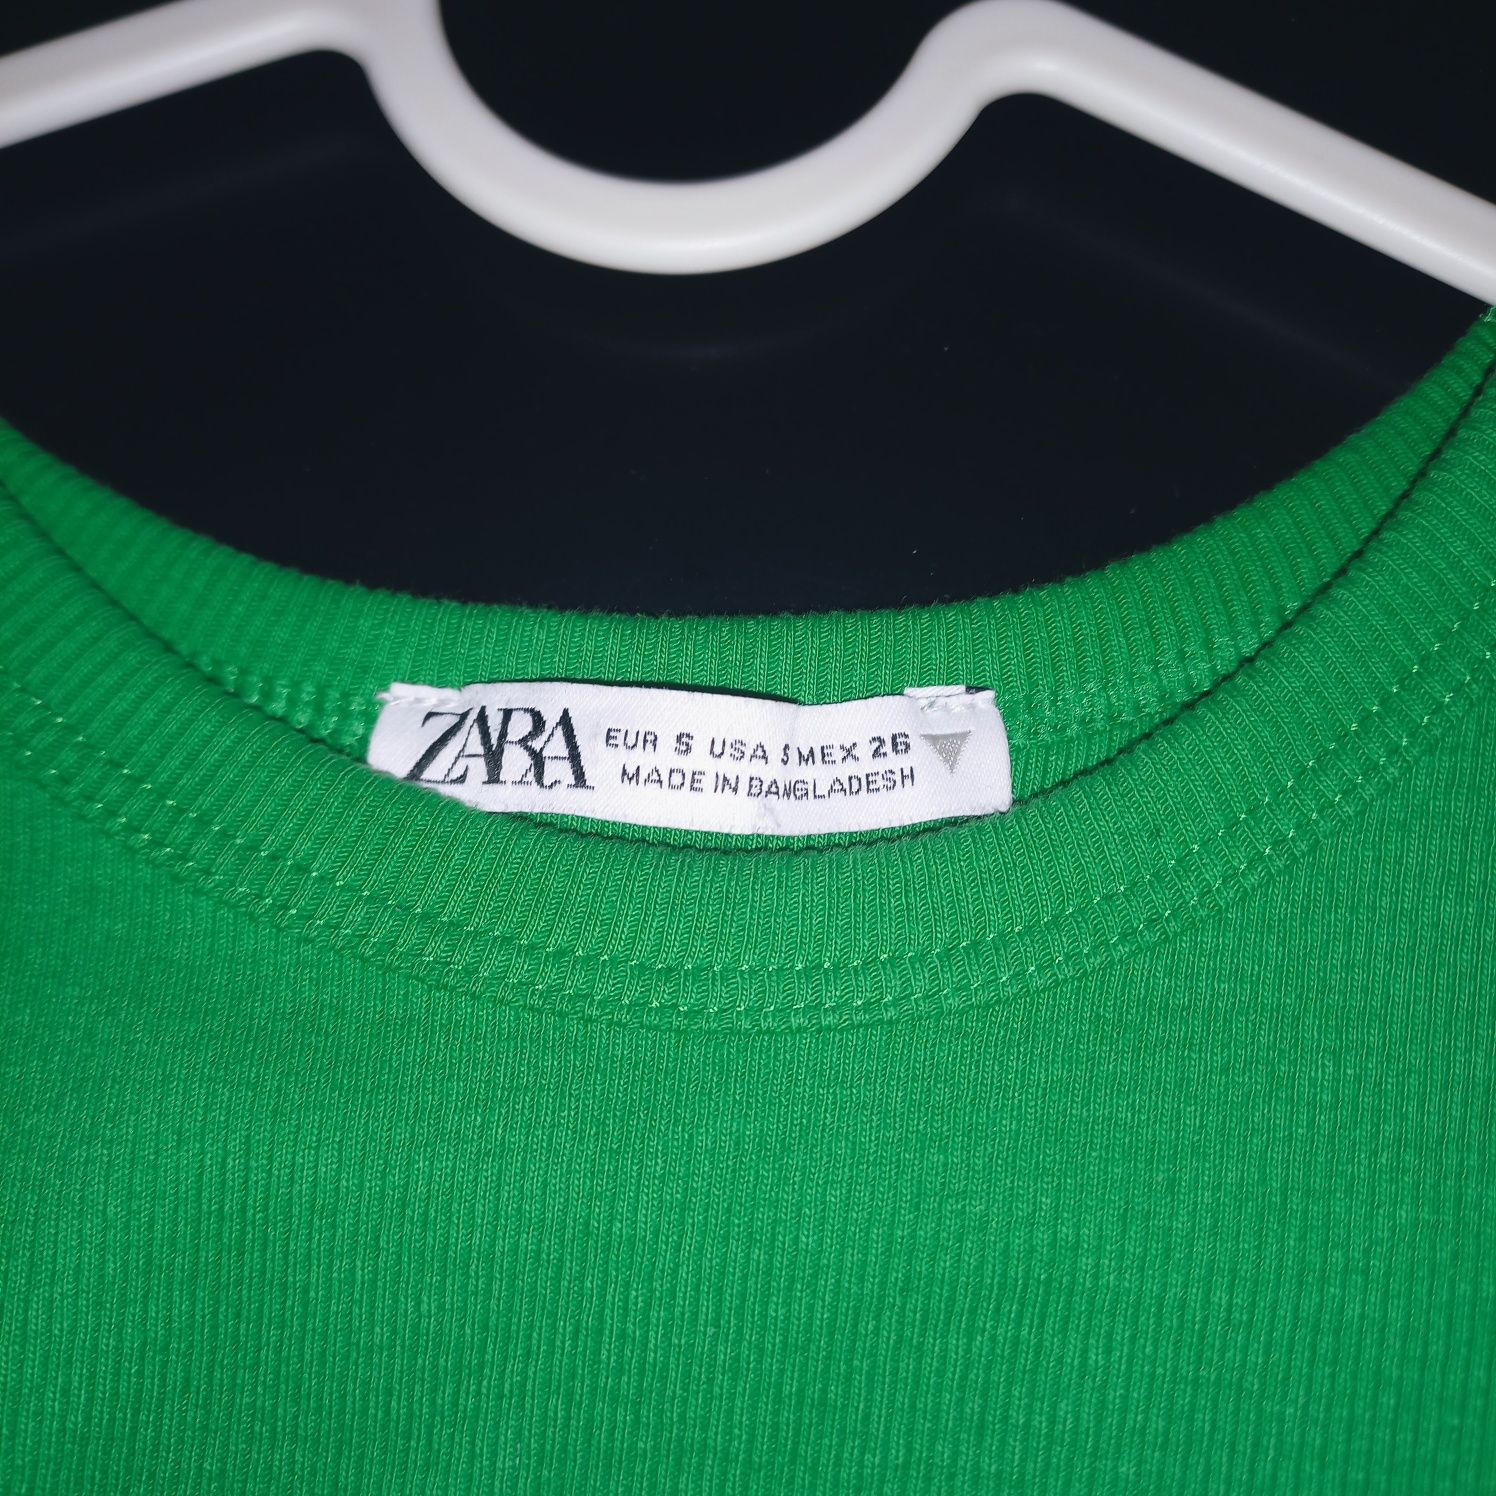 ZARA
EUR S USA S MEX 26
MADE IN BANGLADESH